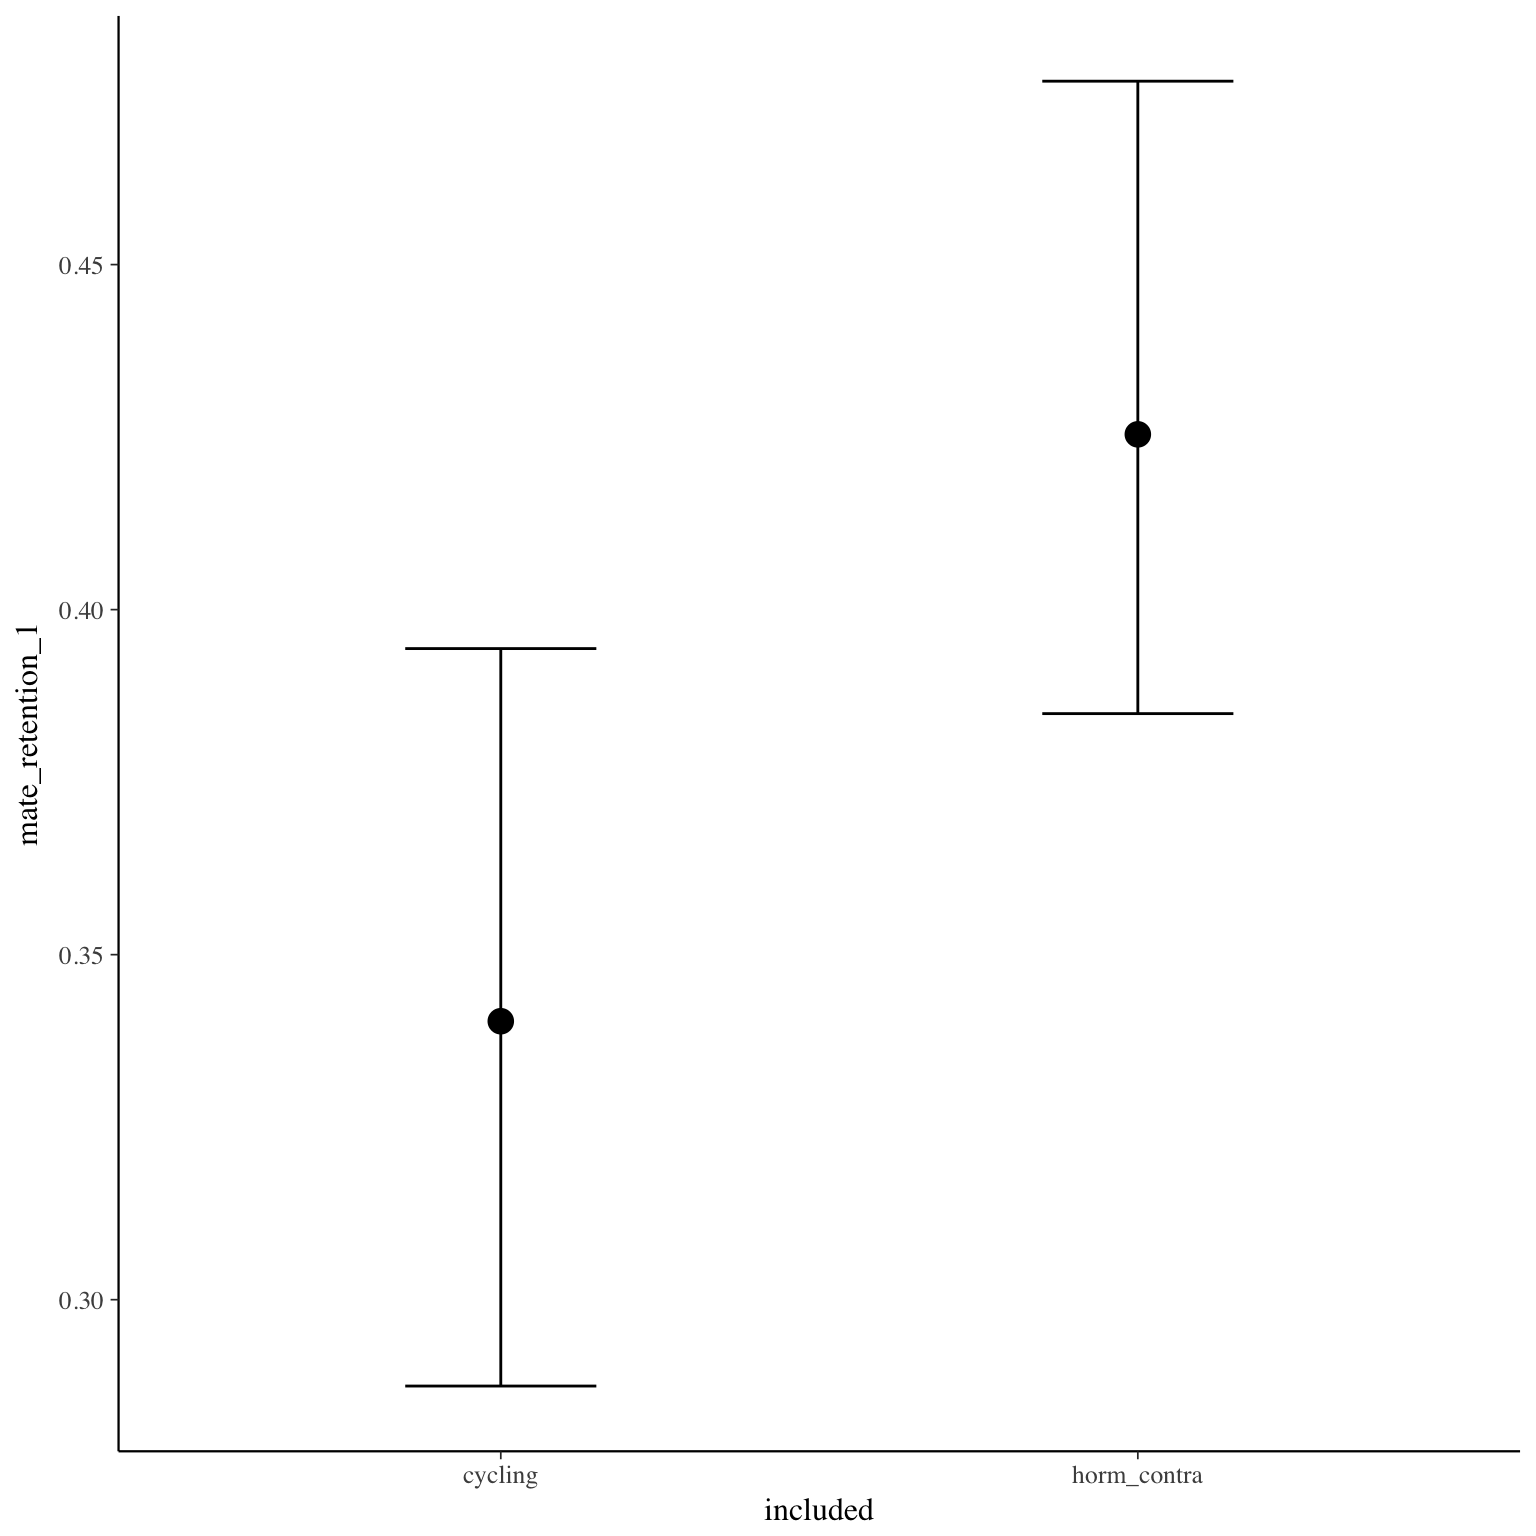 0.45
0.40
0.35
0.30
mate_retention_1
cycling
horm_contra
included